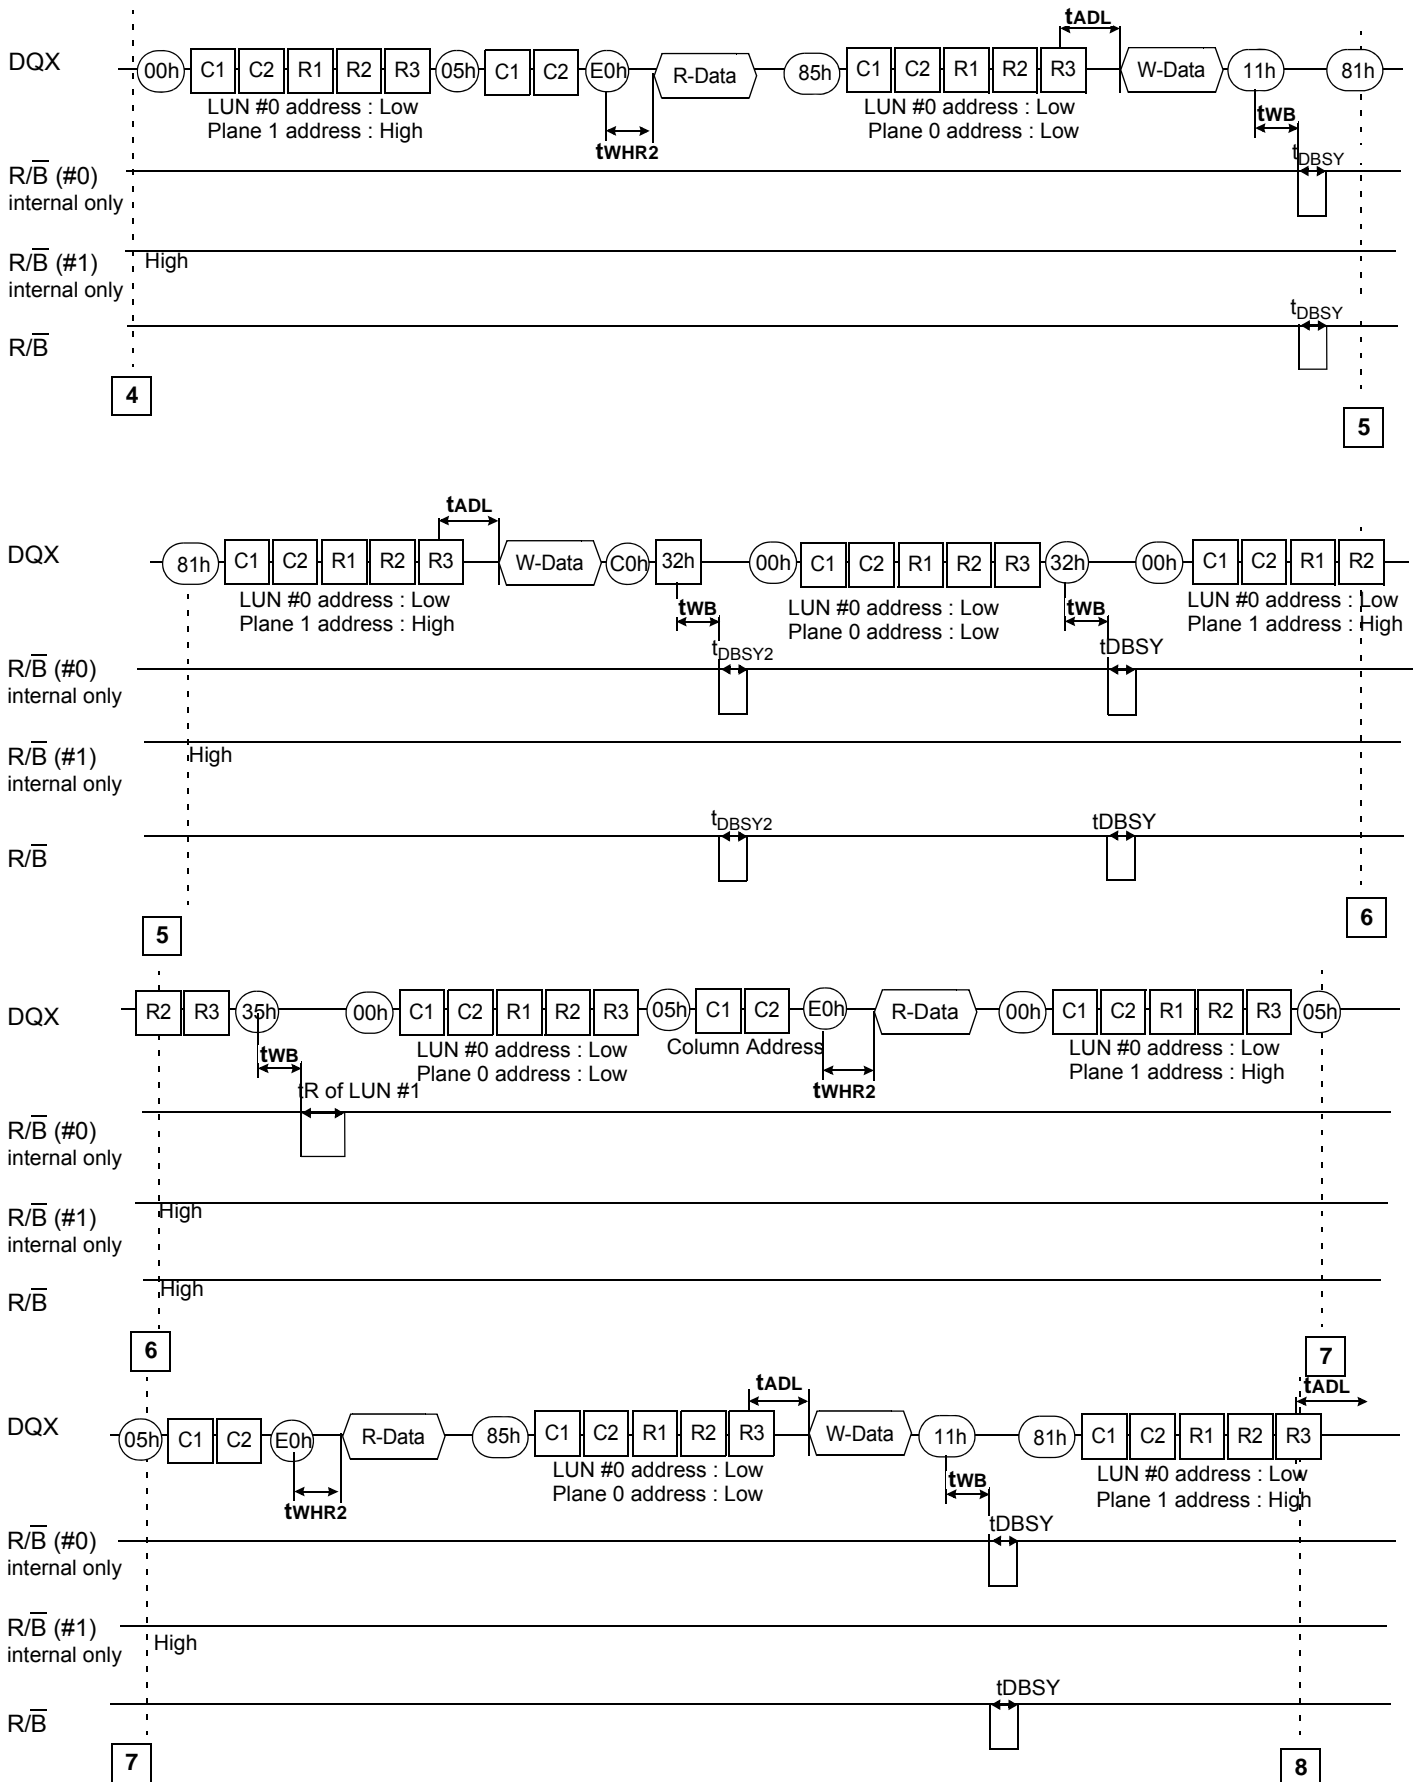 DQX 00h C1 C2 R1 R2 R3 05h C1 C2 E0h R-Data 85h C1 C2 R1 R2 R3 tADL W-Data 11h 81h
LUN #0 address : Low
Plane 1 address : High
tWHR2
LUN #0 address : Low
Plane 0 address : Low
tWB
R/B (#0)
internal only
tDBSY
R/B (#1)
internal only
High
R/B
tDBSY
4
5
DQX 81h C1 C2 R1 R2 R3 tADL W-Data C0h 32h 00h C1 C2 R1 R2 R3 32h 00h C1 C2 R1 R2
LUN #0 address : Low
Plane 1 address : High
tWB
LUN #0 address : Low
Plane 0 address : Low
tWB
LUN #0 address : Low
Plane 1 address : High
R/B (#0)
internal only
tDBSY2
tDBSY
R/B (#1)
internal only
High
R/B
tDBSY2
tDBSY
5
6
DQX R2 R3 35h 00h C1 C2 R1 R2 R3 05h C1 C2 E0h R-Data 00h C1 C2 R1 R2 R3 05h
tWB
LUN #0 address : Low
Plane 0 address : Low
Column Address
tWHR2
LUN #0 address : Low
Plane 1 address : High
tR of LUN #1
R/B (#0)
internal only
R/B (#1)
internal only
High
R/B
High
6
7
DQX 05h C1 C2 E0h R-Data 85h C1 C2 R1 R2 R3 tADL W-Data 11h 81h C1 C2 R1 R2 R3 tADL
tWHR2
LUN #0 address : Low
Plane 0 address : Low
tWB
LUN #0 address : Low
Plane 1 address : High
R/B (#0)
internal only
tDBSY
R/B (#1)
internal only
High
R/B
tDBSY
7
8